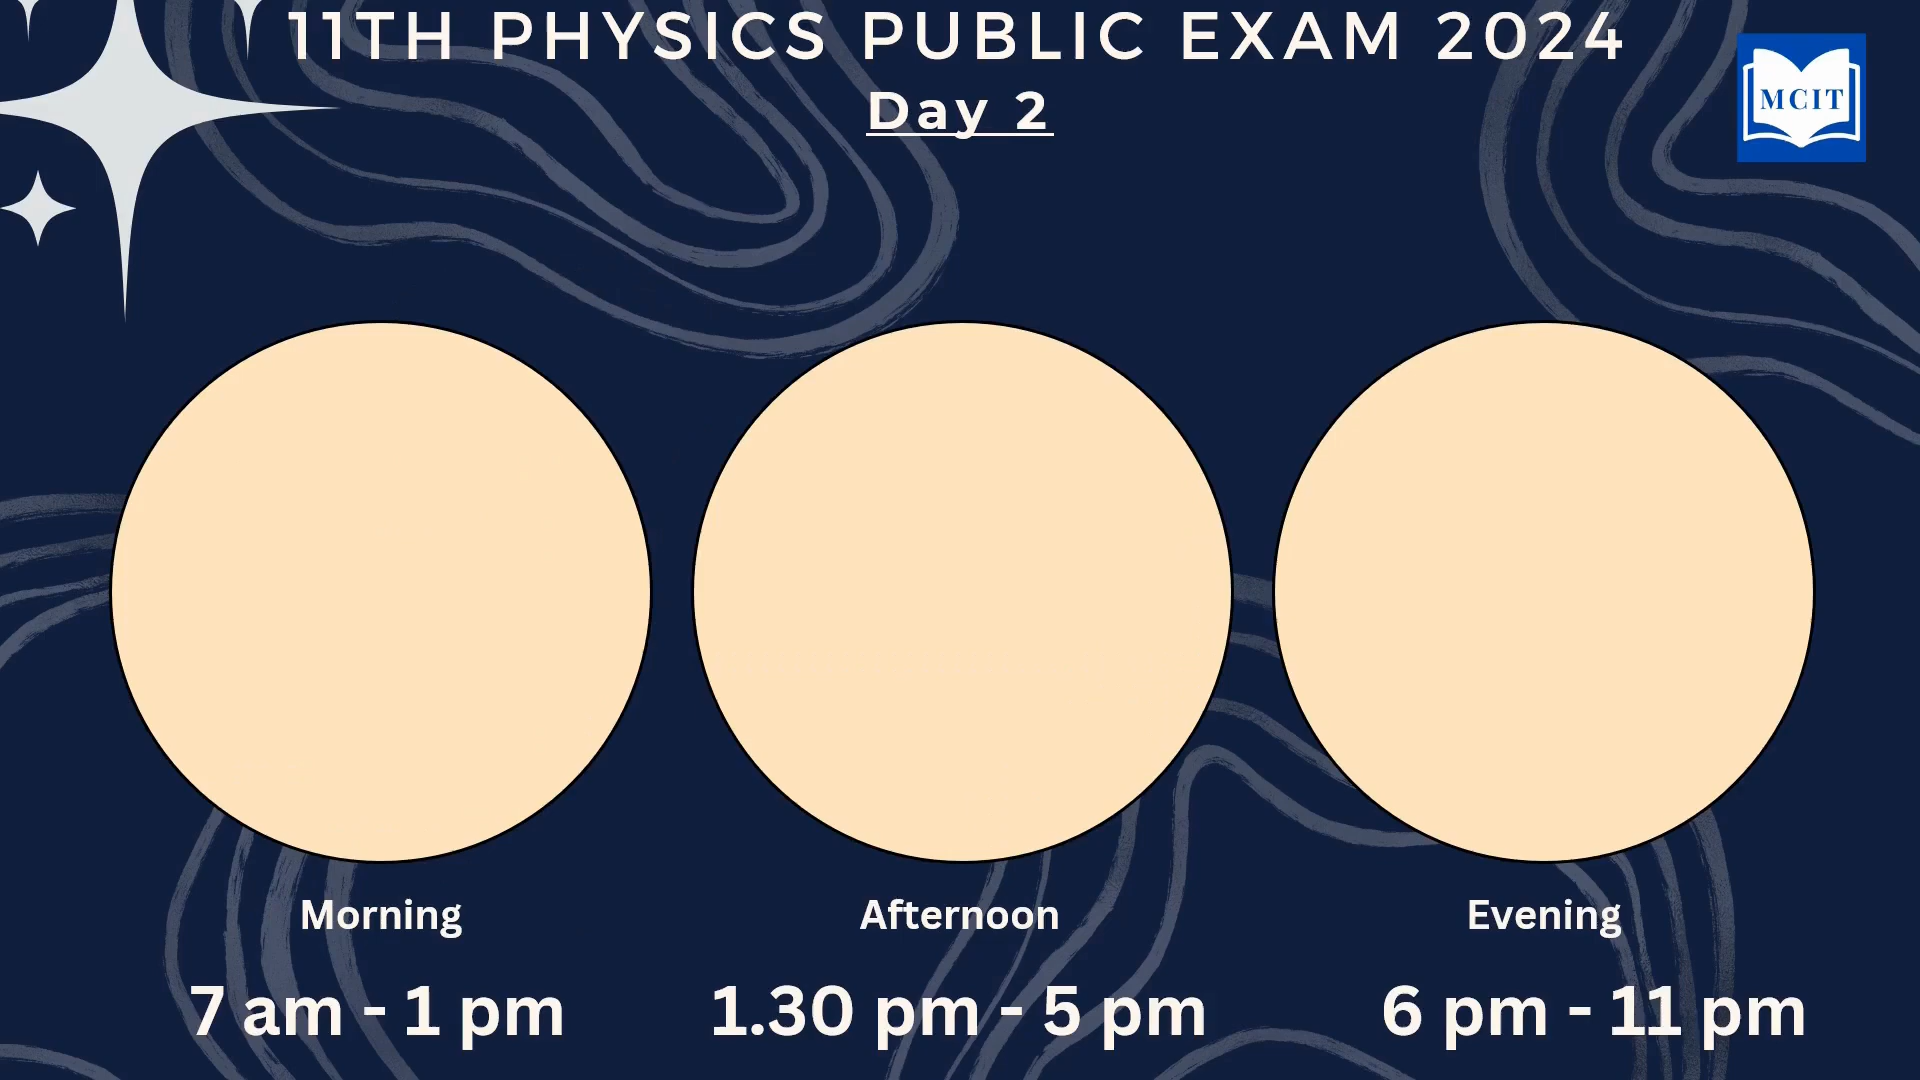 11TH PHYSICS PUBLIC EXAM 2024
Day 2
MCIT
Morning
Afternoon
Evening
7 am - 1 pm
1.30 pm - 5 pm
6 pm - 11 pm